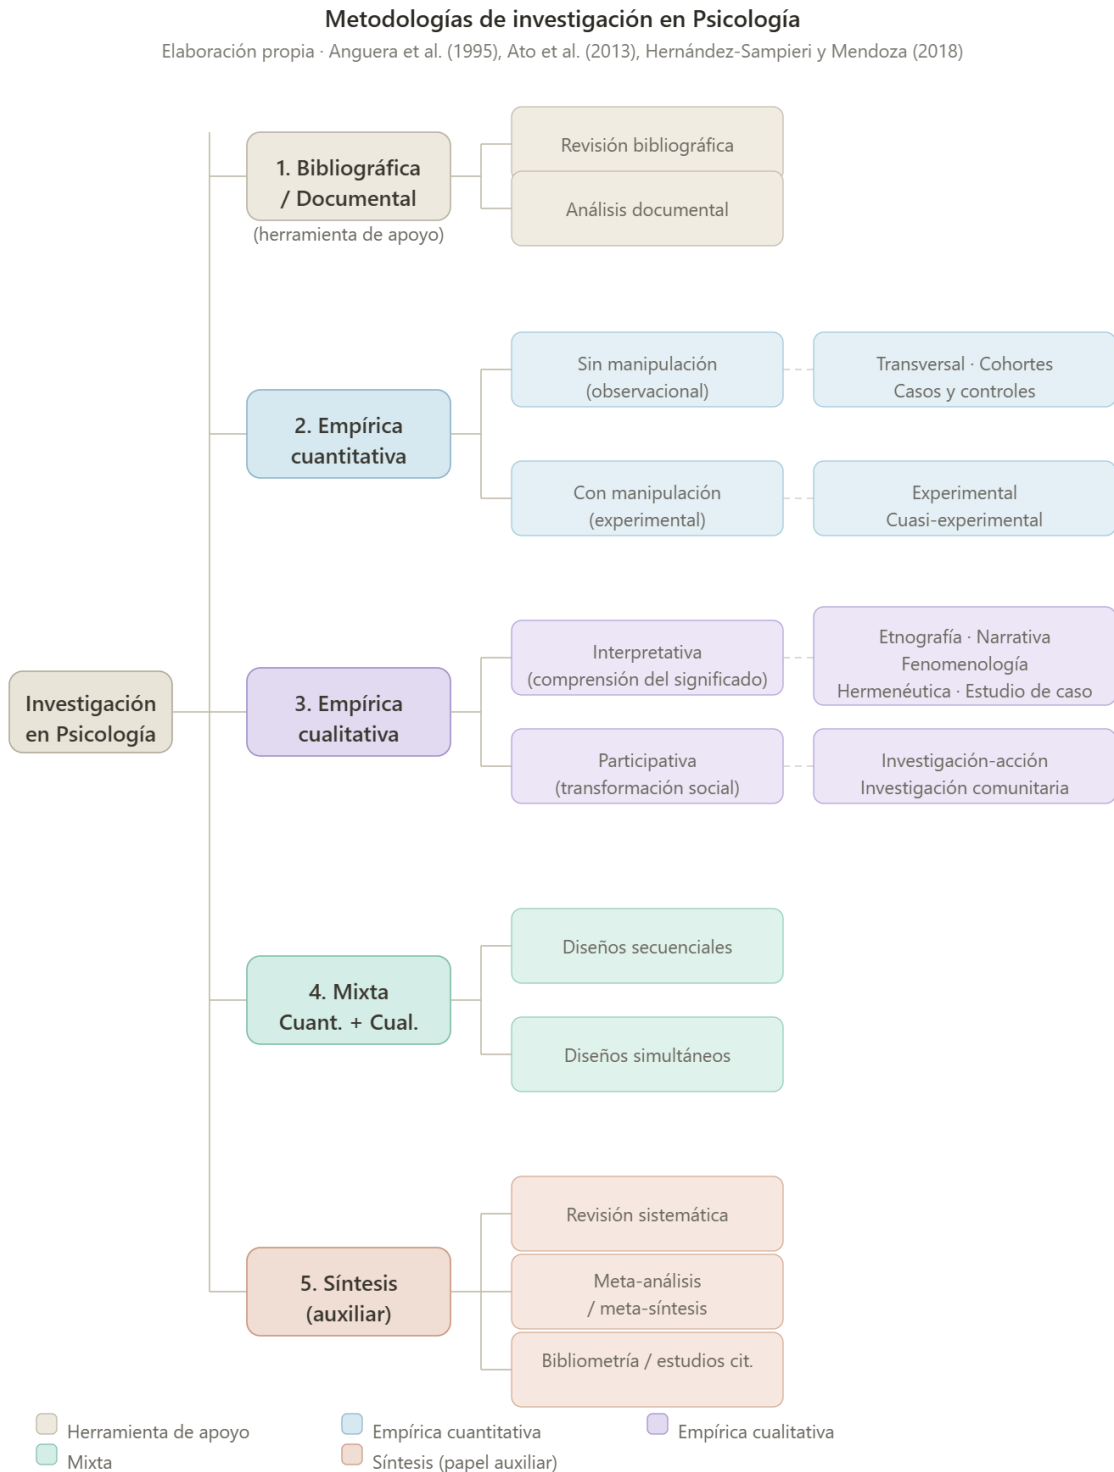 Metodologías de investigación en Psicología
Elaboración propia · Anguera et al. (1995), Ato et al. (2013), Hernández-Sampieri y Mendoza (2018)
Investigación
en Psicología
1. Bibliográfica
/ Documental
(herramienta de apoyo)
Revisión bibliográfica
Análisis documental
2. Empírica
cuantitativa
Sin manipulación
(observacional)
Transversal · Cohortes
Casos y controles
Con manipulación
(experimental)
Experimental
Cuasi-experimental
3. Empírica
cualitativa
Interpretativa
(comprensión del significado)
Etnografía · Narrativa
Fenomenología
Hermenéutica · Estudio de caso
Participativa
(transformación social)
Investigación-acción
Investigación comunitaria
4. Mixta
Cuant. + Cual.
Diseños secuenciales
Diseños simultáneos
5. Síntesis
(auxiliar)
Revisión sistemática
Meta-análisis
/ meta-síntesis
Bibliometría / estudios cit.
Herramienta de apoyo
Empírica cuantitativa
Empírica cualitativa
Mixta
Síntesis (papel auxiliar)